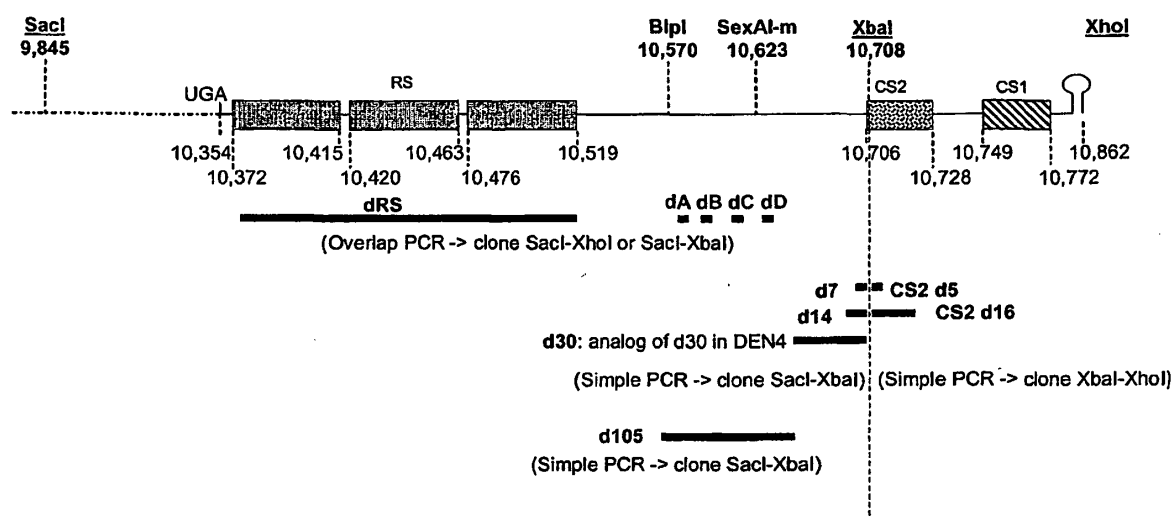 SacI BlpI SexAI-m XbaI XhoI
9,845 10,570 10,623 10,708
RS CS2 CS1
UGA
10,354 10,415 10,463 10,519 10,706 10,749 10,862
10,372 10,420 10,476 10,728 10,772
dRS dA dB dC dD
(Overlap PCR -> clone SacI-XhoI or SacI-XbaI)
d7 CS2 d5
d14 CS2 d16
d30: analog of d30 in DEN4
(Simple PCR -> clone SacI-XbaI) (Simple PCR -> clone XbaI-XhoI)
d105
(Simple PCR -> clone SacI-XbaI)